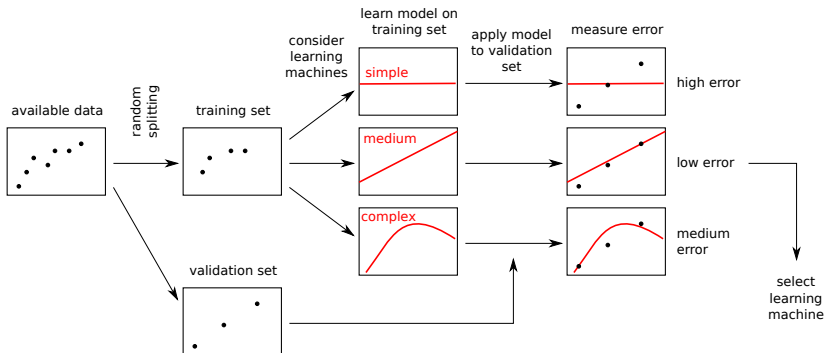 available data
random
splitting
training set
validation set
consider
learning
machines
learn model on
training set
simple
medium
complex
apply model
to validation
set
measure error
high error
low error
medium
error
select
learning
machine